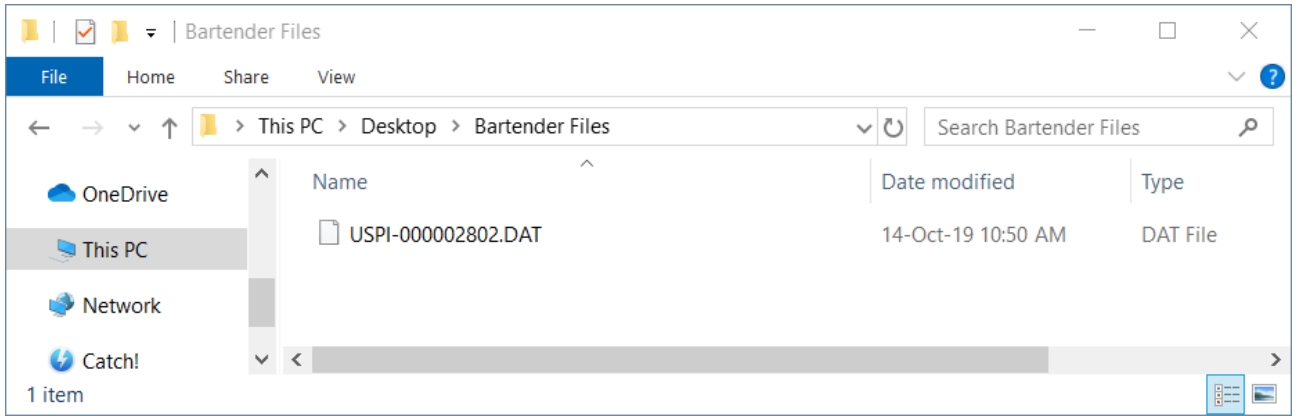 Bartender Files
File Home Share View
This PC > Desktop > Bartender Files
Search Bartender Files
Name Date modified Type
OneDrive
USPI-000002802.DAT 14-Oct-19 10:50 AM DAT File
This PC
Network
Catch!
1 item